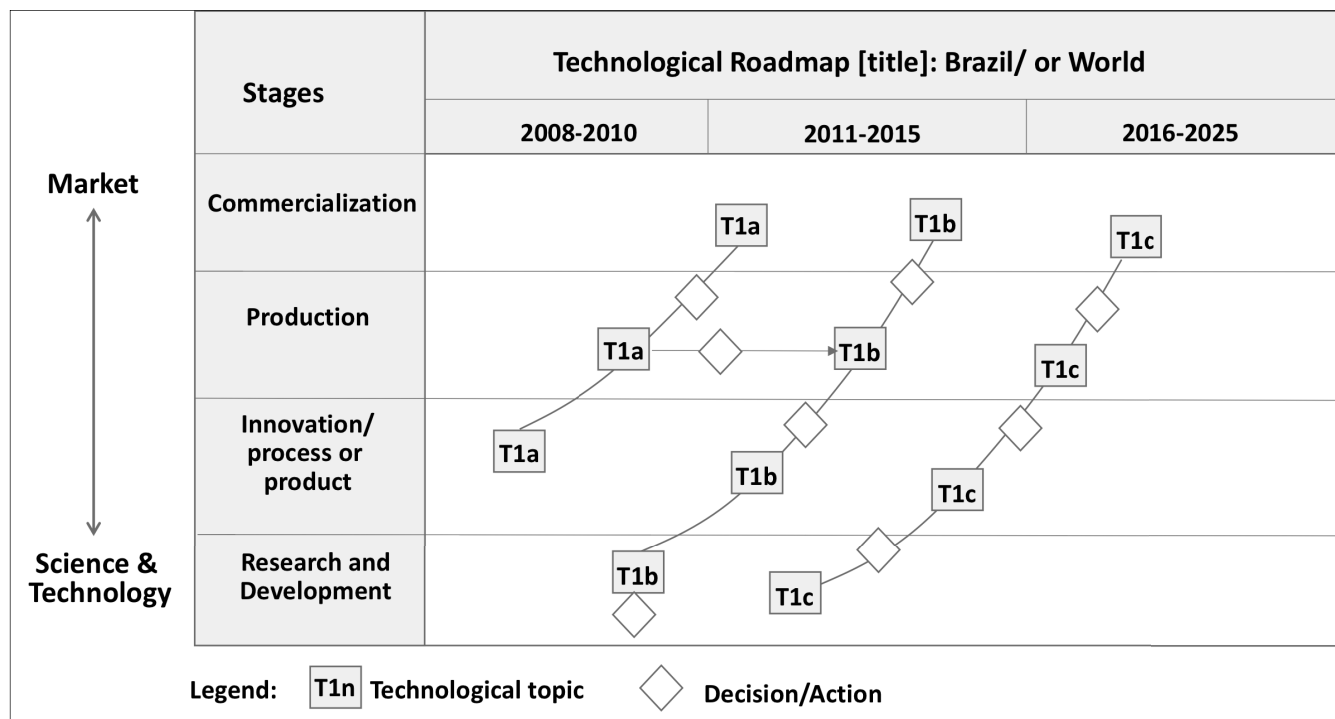 Technological Roadmap [title]: Brazil/ or World
Stages
2008-2010
2011-2015
2016-2025
Market
Commercialization
T1a
T1b
T1c
Production
T1a
T1b
T1c
Innovation/
process or
product
T1a
T1b
T1c
Science &
Technology
Research and
Development
T1b
T1c
Legend:
T1n
Technological topic
Decision/Action